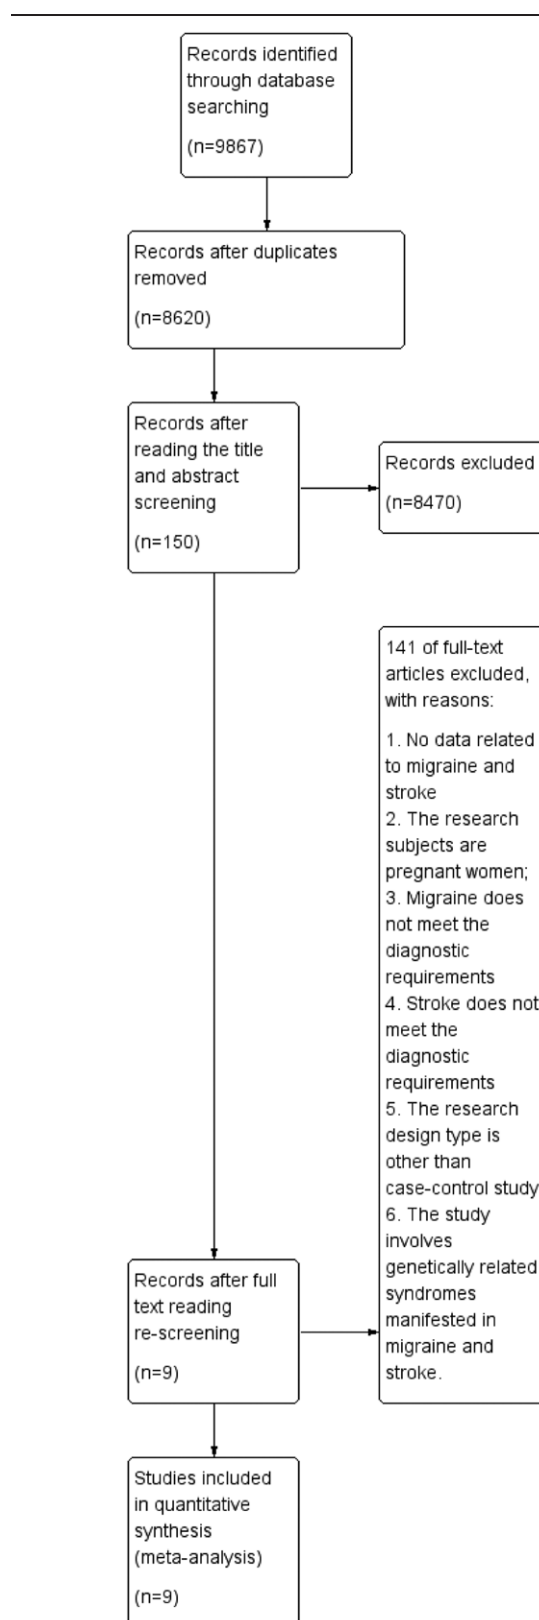 Records identified
through database
searching
(n=9867)
Records after duplicates
removed
(n=8620)
Records after
reading the title
and abstract
screening
(n=150)
Records excluded
(n=8470)
141 of full-text
articles excluded,
with reasons:
1. No data related
to migraine and
stroke
2. The research
subjects are
pregnant women;
3. Migraine does
not meet the
diagnostic
requirements
4. Stroke does not
meet the
diagnostic
requirements
5. The research
design type is
other than
case-control study
6. The study
involves
genetically related
syndromes
manifested in
migraine and
stroke.
Records after full
text reading
re-screening
(n=9)
Studies included
in quantitative
synthesis
(meta-analysis)
(n=9)